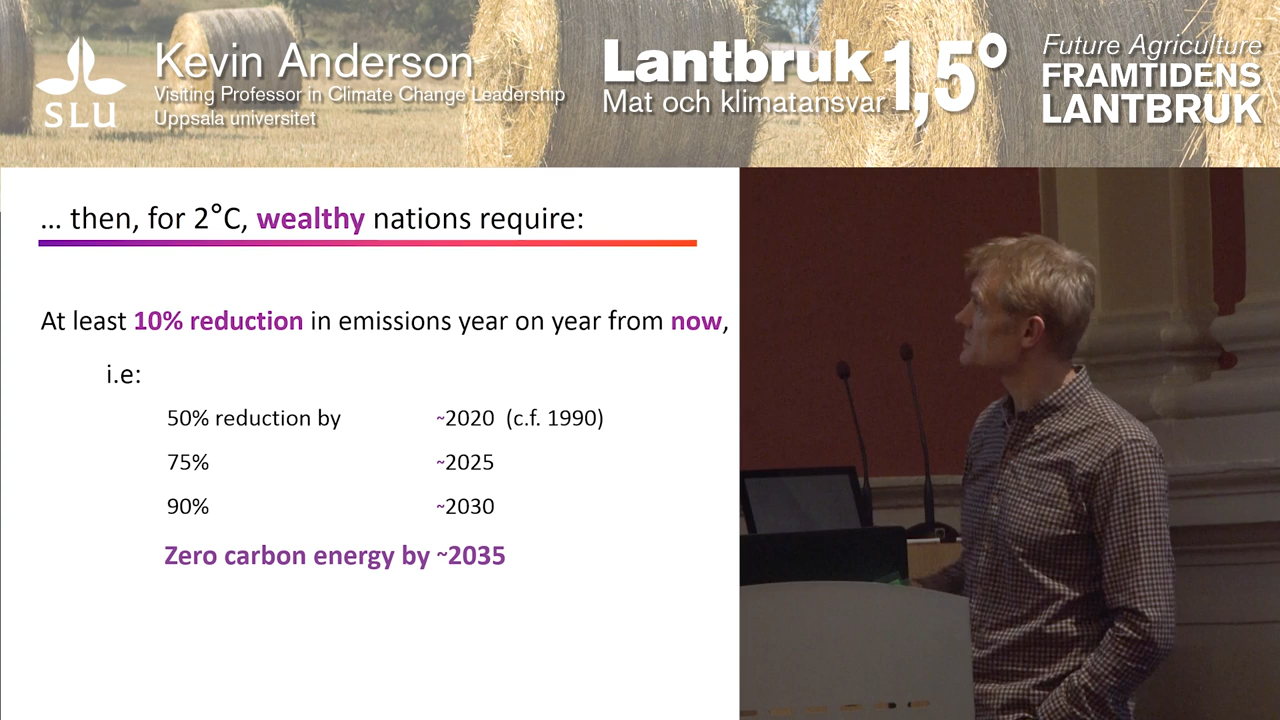 SLU
Kevin Anderson
Visiting Professor in Climate Change Leadership
Uppsala universitet
Lantbruk 1,5°
Mat och klimatansvar
Future Agriculture
FRAMTIDENS
LANTBRUK
... then, for 2°C, wealthy nations require:
At least 10% reduction in emissions year on year from now,
i.e:
50% reduction by ~2020 (c.f. 1990)
75% ~2025
90% ~2030
Zero carbon energy by ~2035